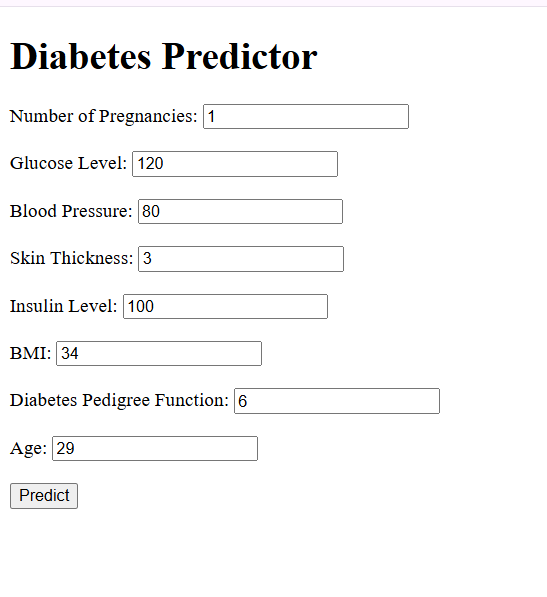 Diabetes Predictor
Number of Pregnancies: 1
Glucose Level: 120
Blood Pressure: 80
Skin Thickness: 3
Insulin Level: 100
BMI: 34
Diabetes Pedigree Function: 6
Age: 29
Predict